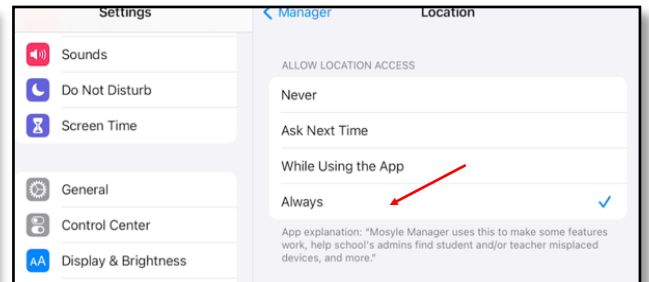 Settings
Sounds
Do Not Disturb
Screen Time
General
Control Center
AA Display & Brightness
Manager
Location
ALLOW LOCATION ACCESS
Never
Ask Next Time
While Using the App
Always
App explanation: "Mosyle Manager uses this to make some features
work, help school's admins find student and/or teacher misplaced
devices, and more."